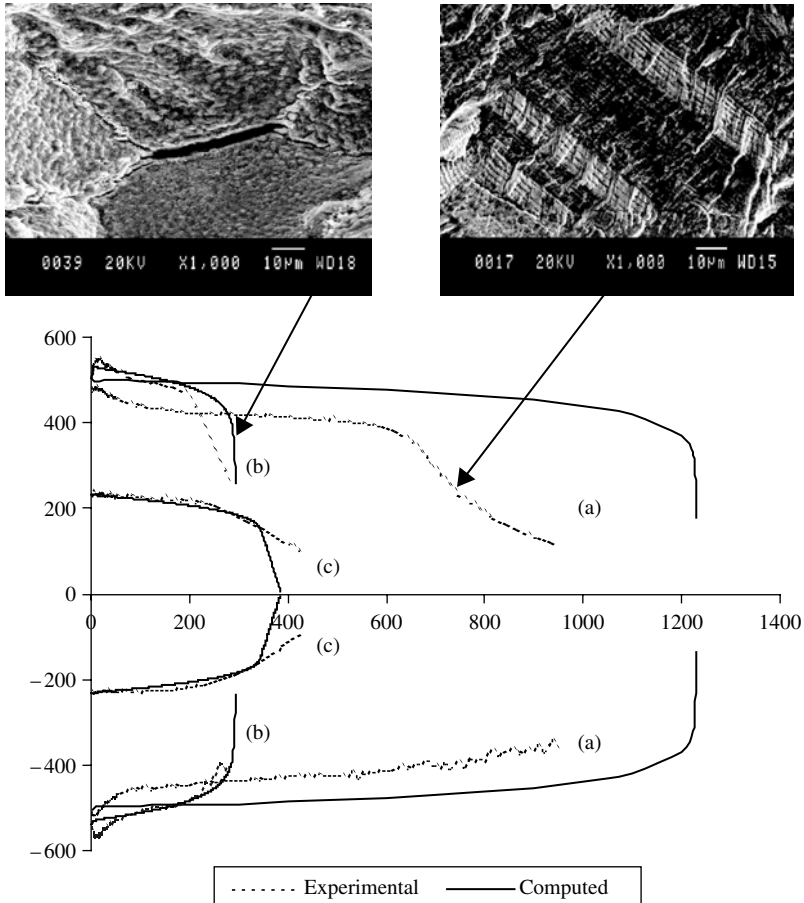 0039 20KV X1,000 10µm WD18
0017 20KV X1,000 10µm WD15
600
400
200
0
−200
−400
−600
0 200 400 600 800 1000 1200 1400
(b)
(a)
(c)
(c)
(b)
(a)
Experimental Computed